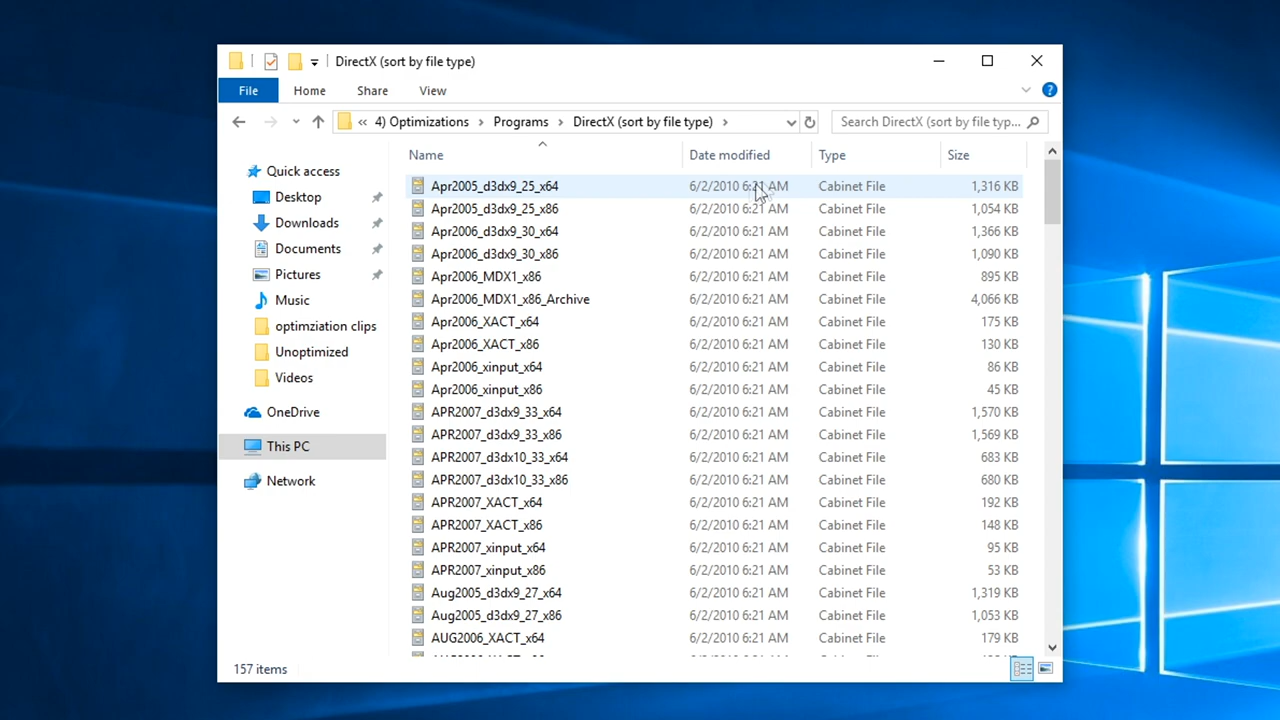 DirectX (sort by file type)
File Home Share View
« 4) Optimizations > Programs > DirectX (sort by file type) > Search DirectX (sort by file typ...
Name Date modified Type Size
Quick access
Desktop
Downloads
Documents
Pictures
Music
optimziation clips
Unoptimized
Videos
OneDrive
This PC
Network
Apr2005_d3dx9_25_x64 6/2/2010 6:21 AM Cabinet File 1,316 KB
Apr2005_d3dx9_25_x86 6/2/2010 6:21 AM Cabinet File 1,054 KB
Apr2006_d3dx9_30_x64 6/2/2010 6:21 AM Cabinet File 1,366 KB
Apr2006_d3dx9_30_x86 6/2/2010 6:21 AM Cabinet File 1,090 KB
Apr2006_MDX1_x86 6/2/2010 6:21 AM Cabinet File 895 KB
Apr2006_MDX1_x86_Archive 6/2/2010 6:21 AM Cabinet File 4,066 KB
Apr2006_XACT_x64 6/2/2010 6:21 AM Cabinet File 175 KB
Apr2006_XACT_x86 6/2/2010 6:21 AM Cabinet File 130 KB
Apr2006_xinput_x64 6/2/2010 6:21 AM Cabinet File 86 KB
Apr2006_xinput_x86 6/2/2010 6:21 AM Cabinet File 45 KB
APR2007_d3dx9_33_x64 6/2/2010 6:21 AM Cabinet File 1,570 KB
APR2007_d3dx9_33_x86 6/2/2010 6:21 AM Cabinet File 1,569 KB
APR2007_d3dx10_33_x64 6/2/2010 6:21 AM Cabinet File 683 KB
APR2007_d3dx10_33_x86 6/2/2010 6:21 AM Cabinet File 680 KB
APR2007_XACT_x64 6/2/2010 6:21 AM Cabinet File 192 KB
APR2007_XACT_x86 6/2/2010 6:21 AM Cabinet File 148 KB
APR2007_xinput_x64 6/2/2010 6:21 AM Cabinet File 95 KB
APR2007_xinput_x86 6/2/2010 6:21 AM Cabinet File 53 KB
Aug2005_d3dx9_27_x64 6/2/2010 6:21 AM Cabinet File 1,319 KB
Aug2005_d3dx9_27_x86 6/2/2010 6:21 AM Cabinet File 1,053 KB
AUG2006_XACT_x64 6/2/2010 6:21 AM Cabinet File 179 KB
157 items